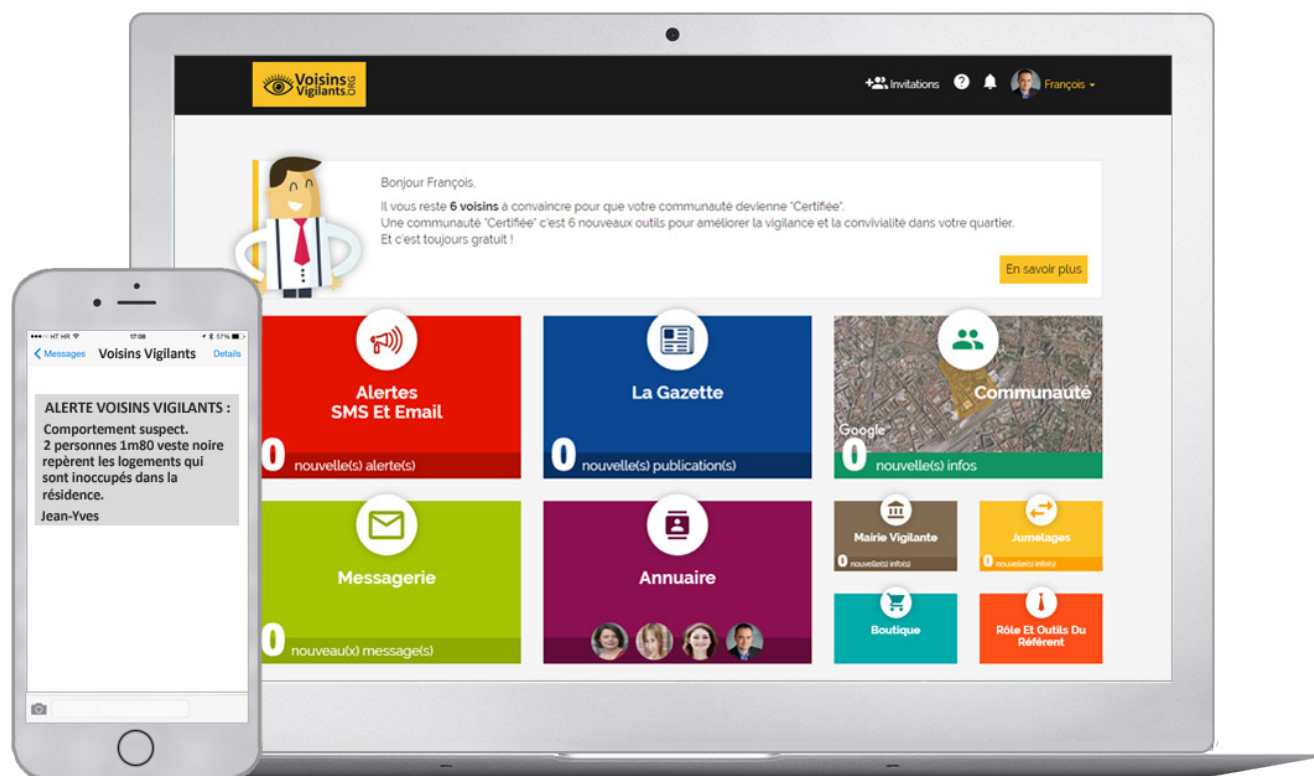 Voisins
Vigilants.ORG
Invitations
François
Bonjour François,
Il vous reste 6 voisins à convaincre pour que votre communauté devienne "Certifiée".
Une communauté "Certifiée" c'est 6 nouveaux outils pour améliorer la vigilance et la convivialité dans votre quartier.
Et c'est toujours gratuit !
En savoir plus
Alertes
SMS Et Email
0 nouvelle(s) alerte(s)
La Gazette
0 nouvelle(s) publication(s)
Communauté
Google
0 nouvelle(s) infos
Messagerie
0 nouveau(x) message(s)
Annuaire
Mairie Vigilante
0 nouvelle(s) info(s)
Jumelages
0 nouvelle(s) info(s)
Boutique
Rôle Et Outils Du
Référent
HT HR 17:08 57%
Messages Voisins Vigilants Details
ALERTE VOISINS VIGILANTS :
Comportement suspect.
2 personnes 1m80 veste noire
repèrent les logements qui
sont inoccupés dans la
résidence.
Jean-Yves